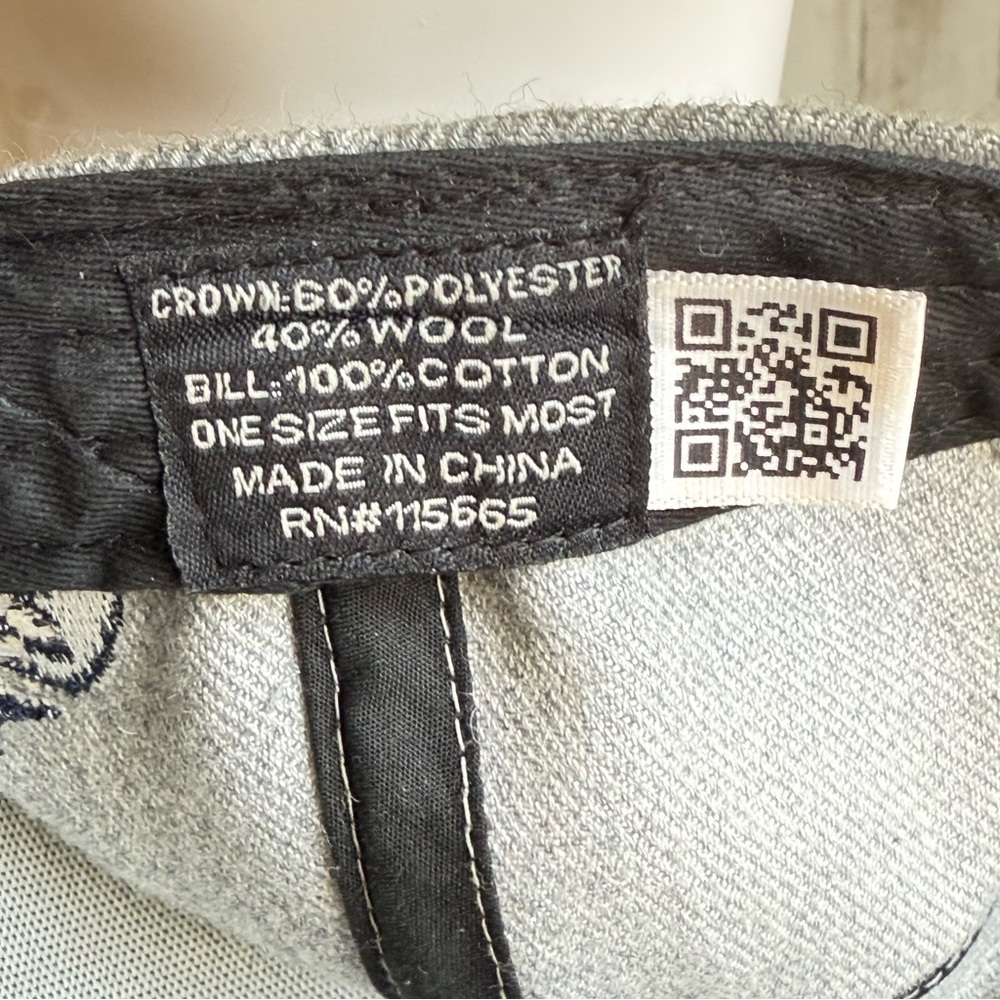 CROWN:60%POLYESTER
40% WOOL
BILL:100%COTTON
ONE SIZE FITS MOST
MADE IN CHINA
RN#115665